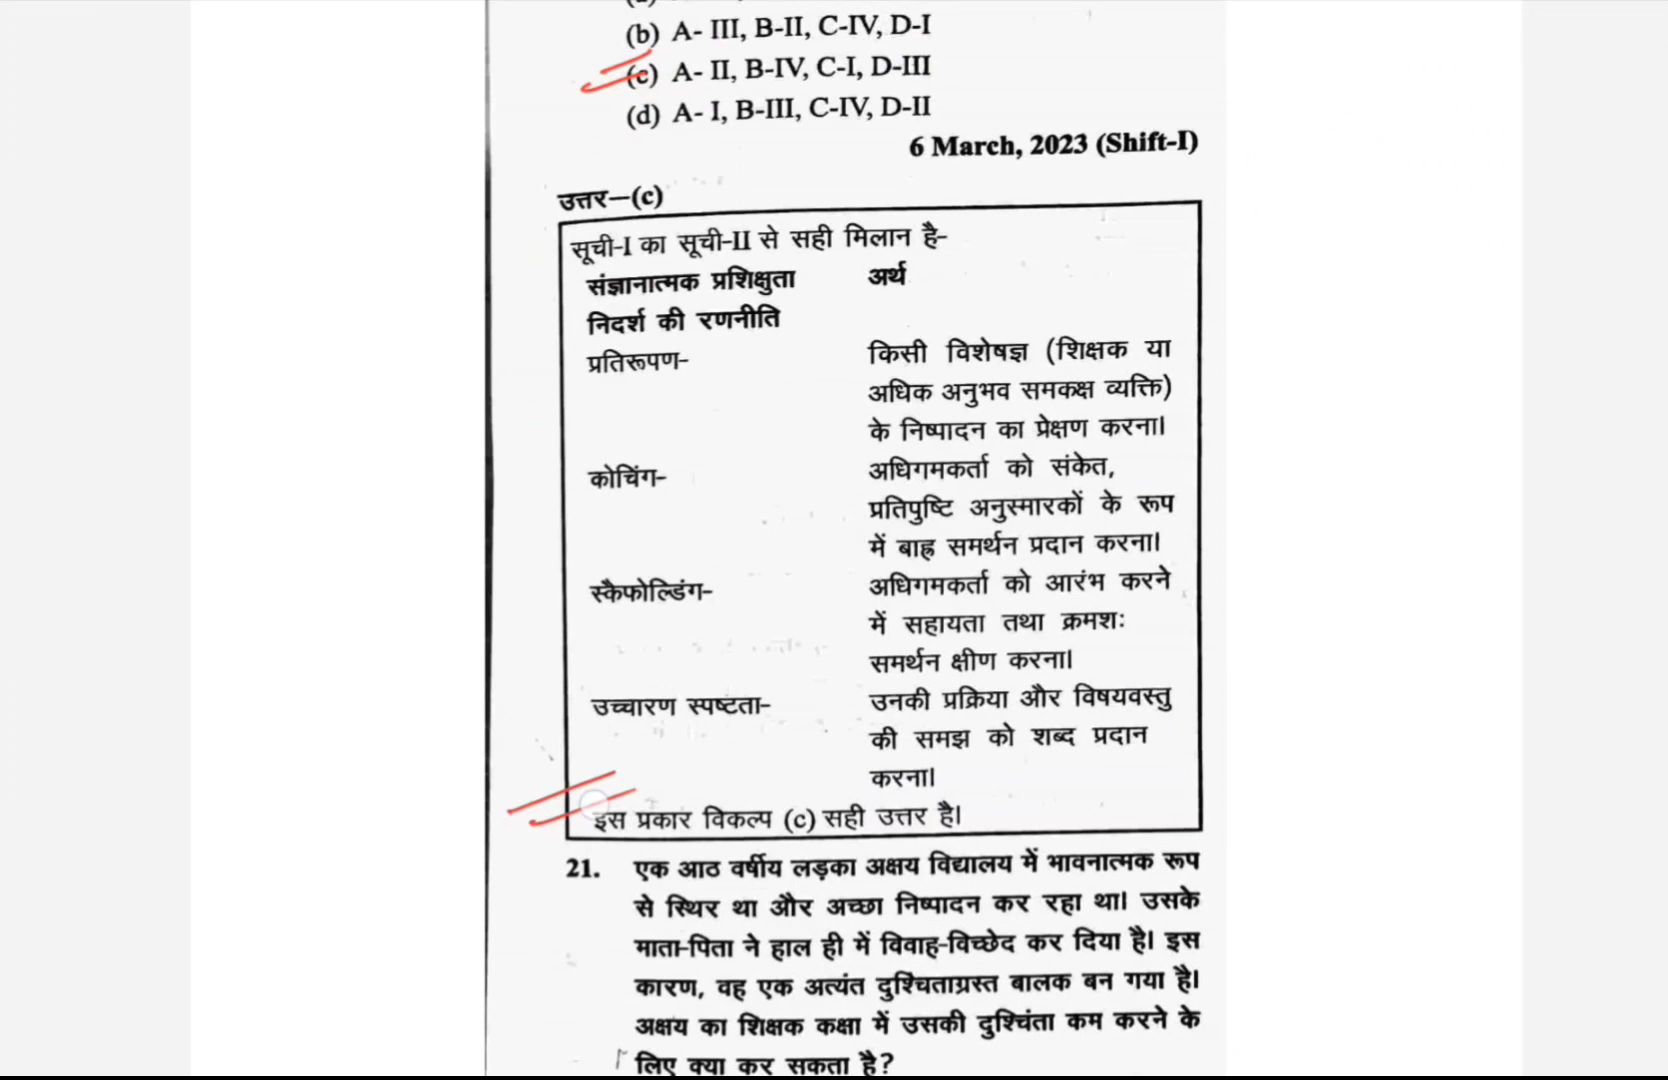 (b) A- III, B-II, C-IV, D-I
(c) A- II, B-IV, C-I, D-III
(d) A- I, B-III, C-IV, D-II
6 March, 2023 (Shift-I)
उत्तर–(c)
सूची-I का सूची-II से सही मिलान है-
संज्ञानात्मक प्रशिक्षुता अर्थ
निदर्श की रणनीति
प्रतिरूपण- किसी विशेषज्ञ (शिक्षक या
अधिक अनुभव समकक्ष व्यक्ति)
के निष्पादन का प्रेक्षण करना।
कोचिंग- अधिगमकर्ता को संकेत,
प्रतिपुष्टि अनुस्मारकों के रूप
में बाह्र समर्थन प्रदान करना।
स्कैफोल्डिंग- अधिगमकर्ता को आरंभ करने
में सहायता तथा क्रमशः
समर्थन क्षीण करना।
उच्चारण स्पष्टता- उनकी प्रक्रिया और विषयवस्तु
की समझ को शब्द प्रदान
करना।
इस प्रकार विकल्प (c) सही उत्तर है।
21. एक आठ वर्षीय लड़का अक्षय विद्यालय में भावनात्मक रूप
से स्थिर था और अच्छा निष्पादन कर रहा था। उसके
माता-पिता ने हाल ही में विवाह-विच्छेद कर दिया है। इस
कारण, वह एक अत्यंत दुश्चिताग्रस्त बालक बन गया है।
अक्षय का शिक्षक कक्षा में उसकी दुश्चिंता कम करने के
लिए क्या कर सकता है?